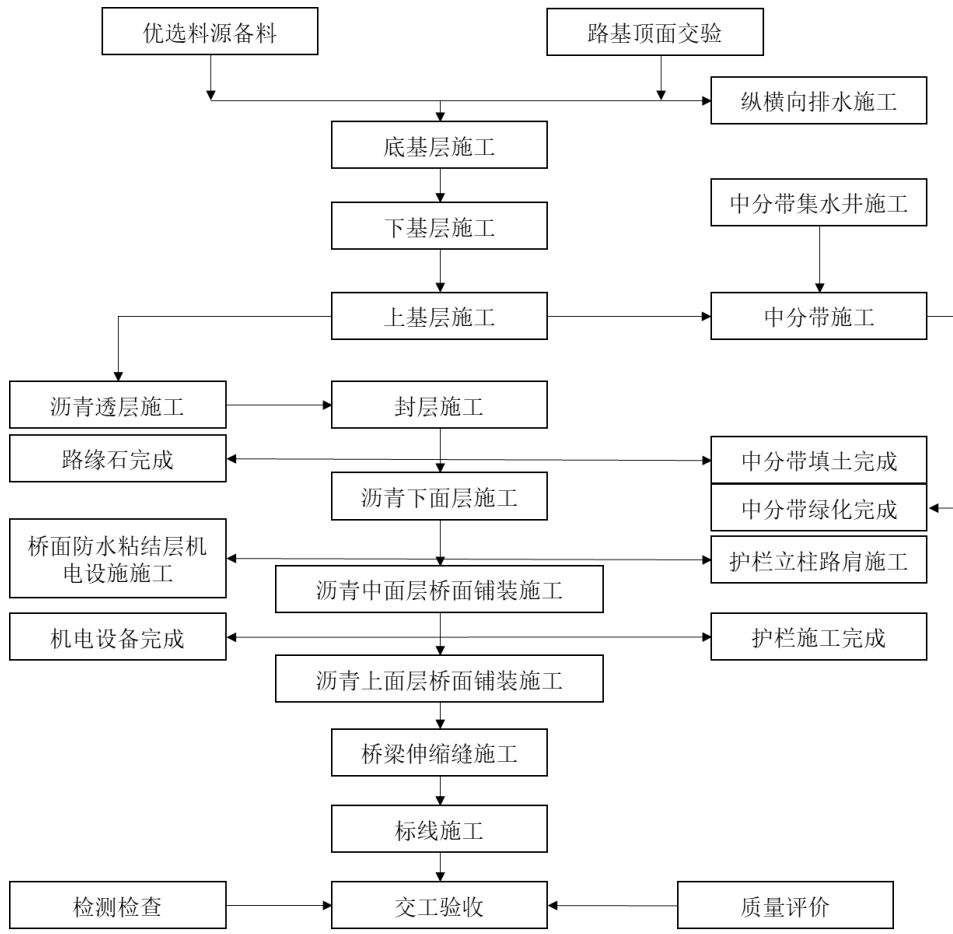 优选料源备料
路基顶面交验
纵横向排水施工
底基层施工
中分带集水井施工
下基层施工
上基层施工
中分带施工
沥青透层施工
封层施工
路缘石完成
中分带填土完成
沥青下面层施工
中分带绿化完成
桥面防水粘结层机
电设施施工
护栏立柱路肩施工
沥青中面层桥面铺装施工
机电设备完成
护栏施工完成
沥青上面层桥面铺装施工
桥梁伸缩缝施工
标线施工
检测检查
交工验收
质量评价